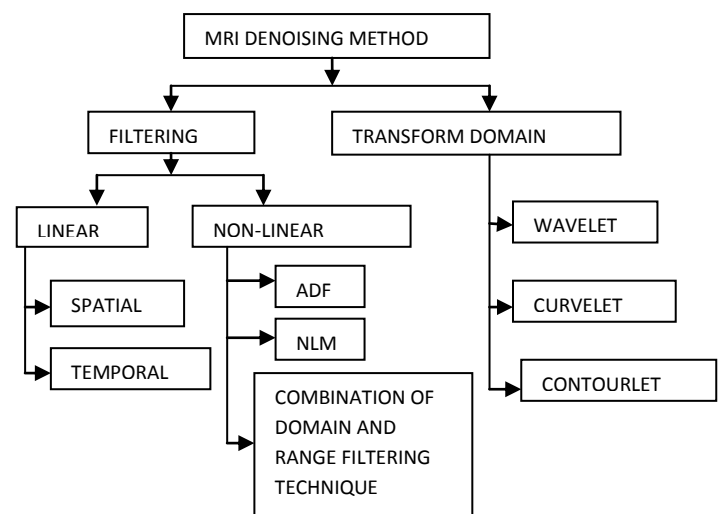 MRI DENOISING METHOD
FILTERING
TRANSFORM DOMAIN
LINEAR
NON-LINEAR
WAVELET
SPATIAL
ADF
CURVELET
TEMPORAL
NLM
CONTOURLET
COMBINATION OF
DOMAIN AND
RANGE FILTERING
TECHNIQUE